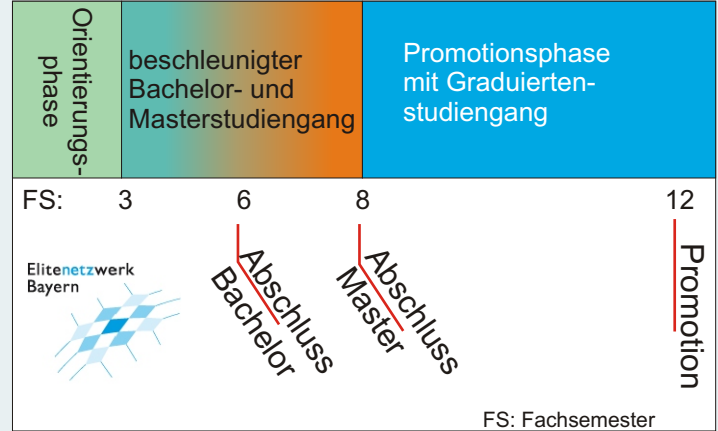 Orientierungs-
phase
beschleunigter
Bachelor- und
Masterstudiengang
Promotionsphase
mit Graduierten-
studiengang
FS: 3 6 8 12
Elitenetzwerk
Bayern
Abschluss
Bachelor
Abschluss
Master
Promotion
FS: Fachsemester